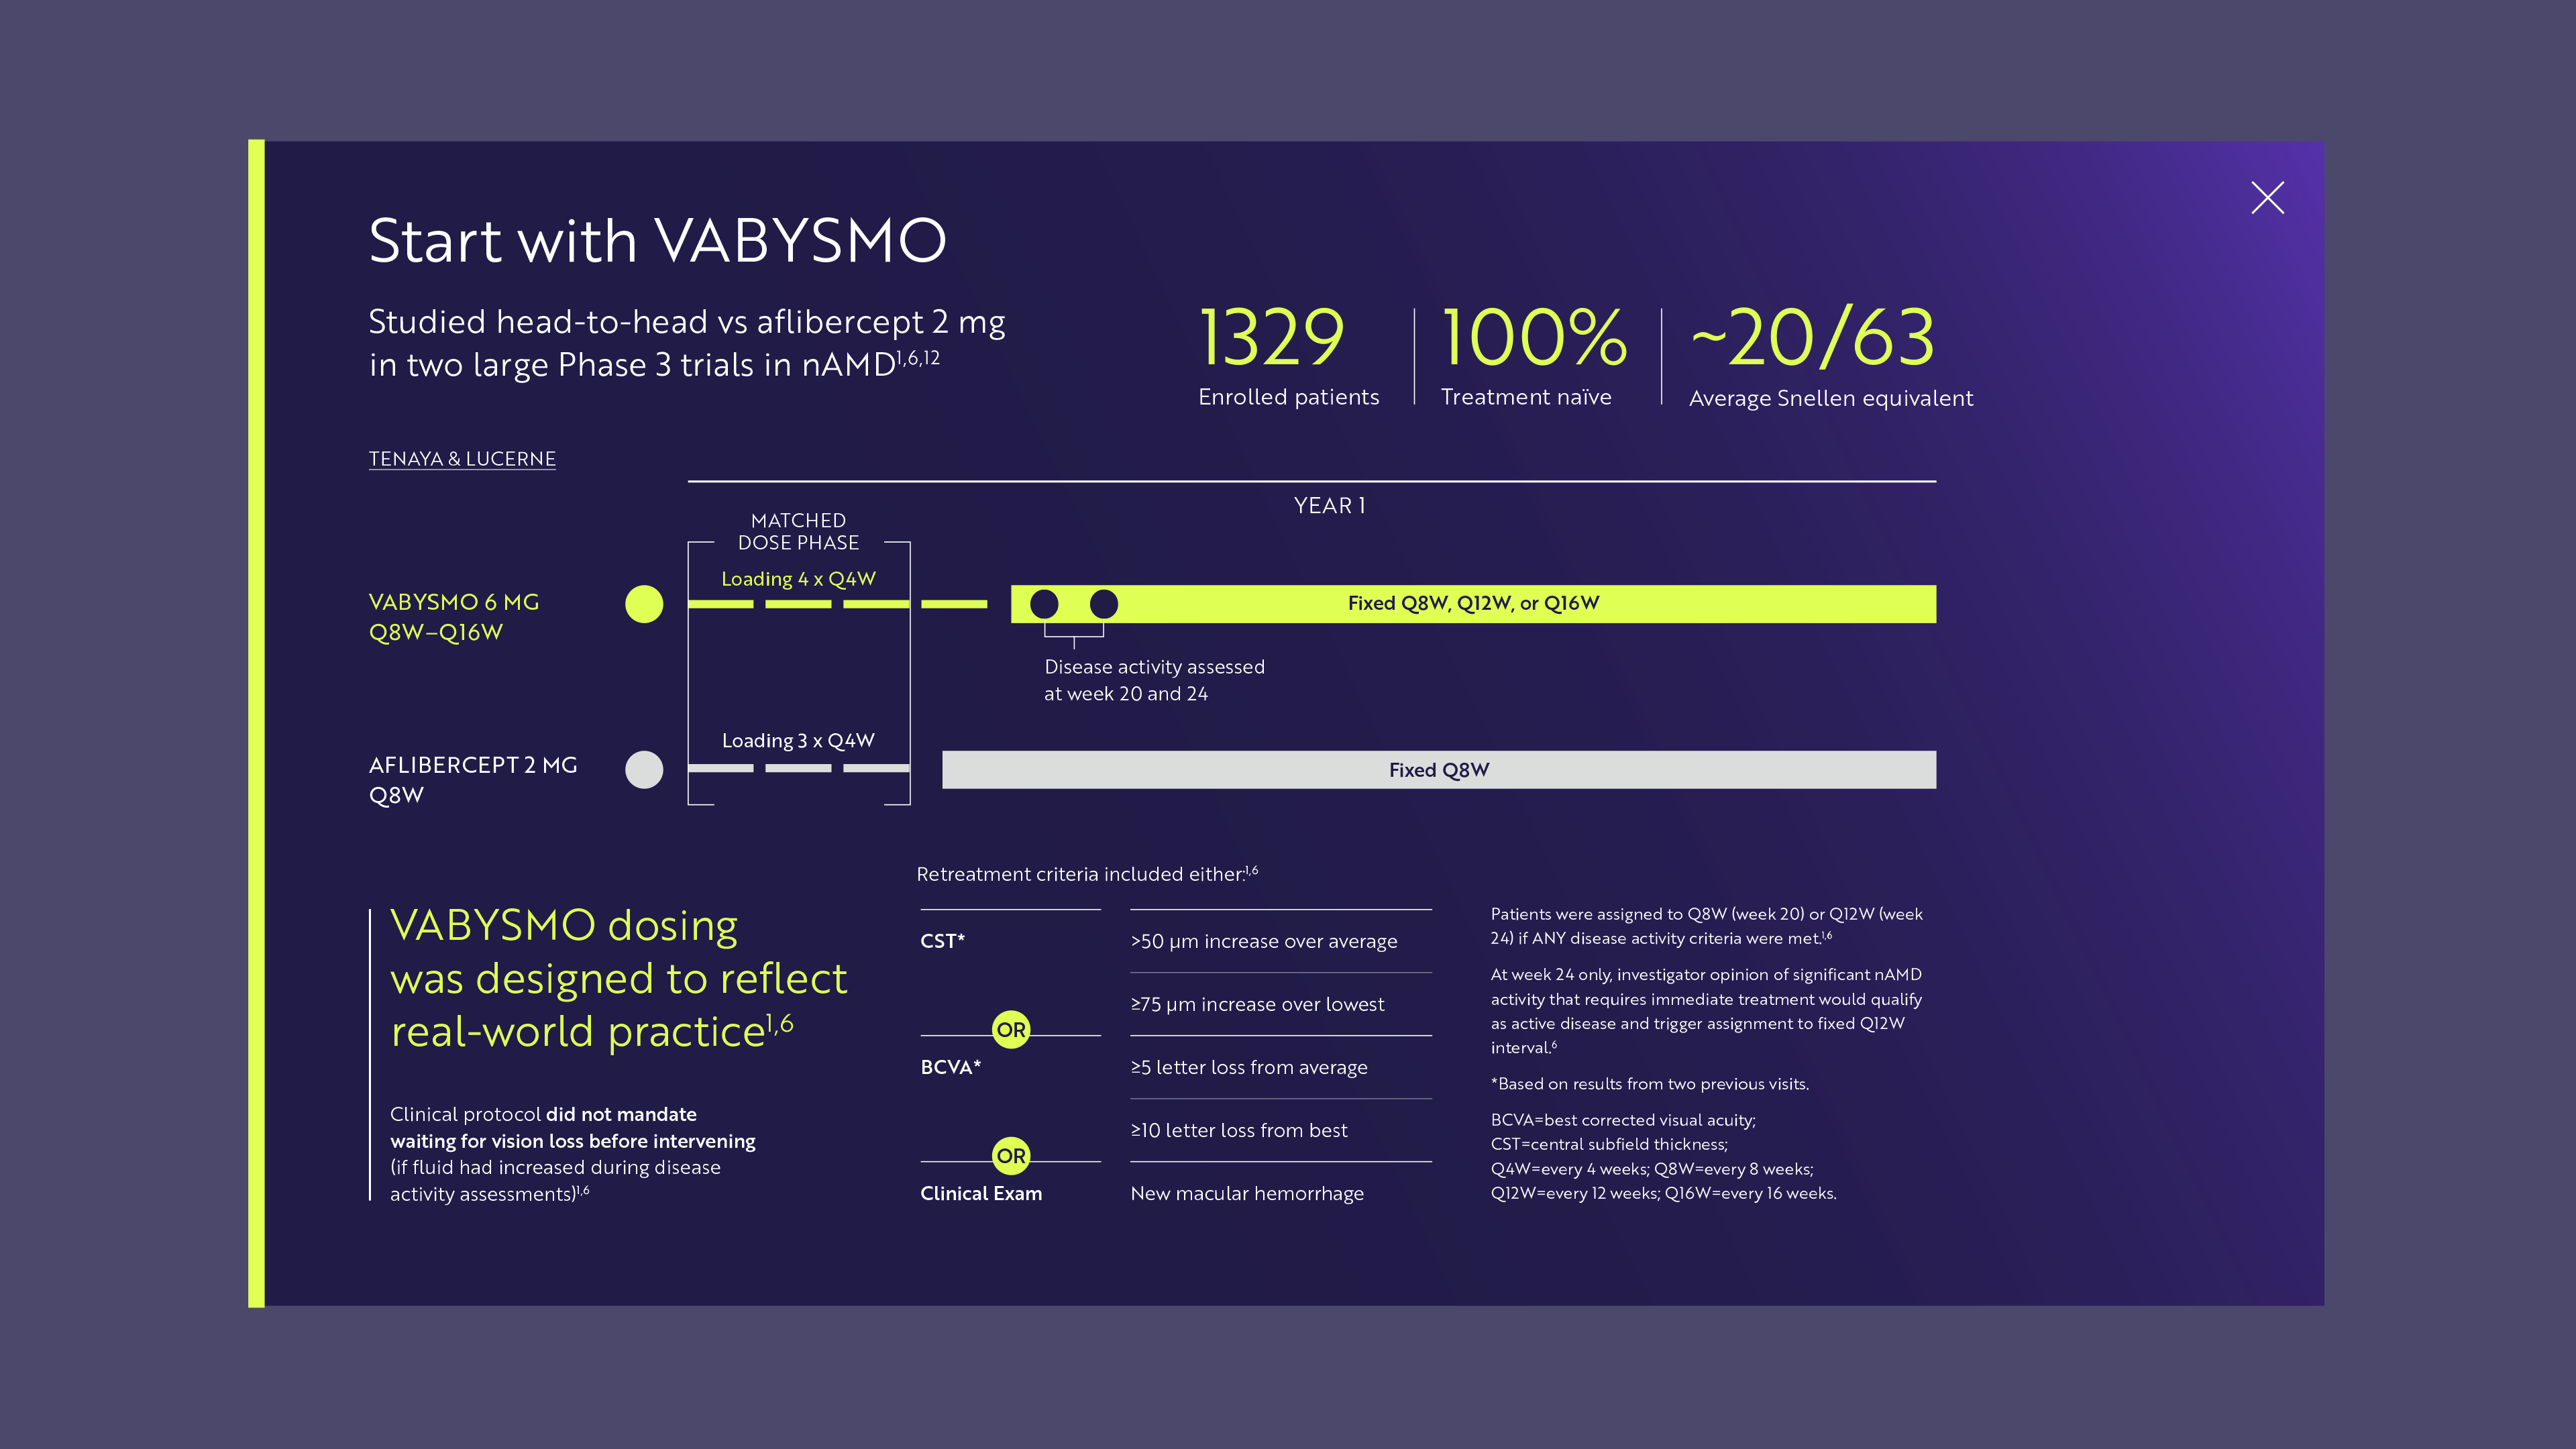 Start with VABYSMO
Studied head-to-head vs aflibercept 2 mg
in two large Phase 3 trials in nAMD1,6,12
1329
Enrolled patients
100%
Treatment naïve
~20/63
Average Snellen equivalent
TENAYA & LUCERNE
YEAR 1
MATCHED
DOSE PHASE
Loading 4 x Q4W
VABYSMO 6 MG
Q8W–Q16W
Fixed Q8W, Q12W, or Q16W
Disease activity assessed
at week 20 and 24
Loading 3 x Q4W
AFLIBERCEPT 2 MG
Q8W
Fixed Q8W
VABYSMO dosing
was designed to reflect
real-world practice1,6
Clinical protocol did not mandate
waiting for vision loss before intervening
(if fluid had increased during disease
activity assessments)1,6
Retreatment criteria included either:1,6
CST*
>50 µm increase over average
≥75 µm increase over lowest
OR
BCVA*
≥5 letter loss from average
≥10 letter loss from best
OR
Clinical Exam
New macular hemorrhage
Patients were assigned to Q8W (week 20) or Q12W (week
24) if ANY disease activity criteria were met.1,6
At week 24 only, investigator opinion of significant nAMD
activity that requires immediate treatment would qualify
as active disease and trigger assignment to fixed Q12W
interval.6
*Based on results from two previous visits.
BCVA=best corrected visual acuity;
CST=central subfield thickness;
Q4W=every 4 weeks; Q8W=every 8 weeks;
Q12W=every 12 weeks; Q16W=every 16 weeks.